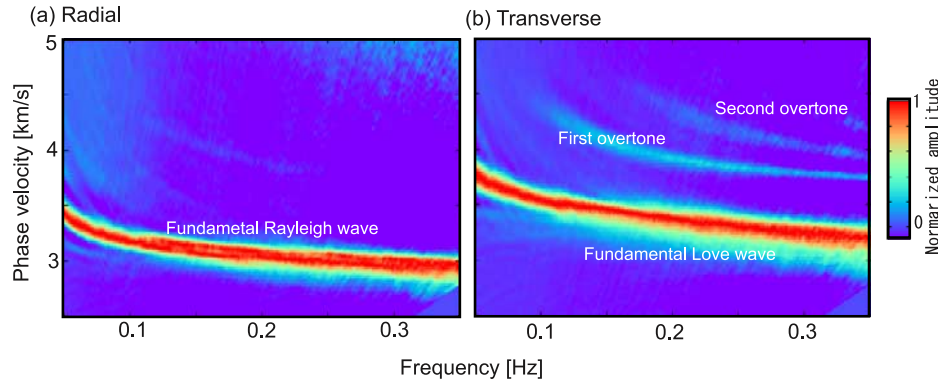 (a) Radial
(b) Transverse
5
4
3
Phase velocity [km/s]
Fundametal Rayleigh wave
Second overtone
First overtone
Fundamental Love wave
1
0
Normarized amplitude
0.1 0.2 0.3
0.1 0.2 0.3
Frequency [Hz]